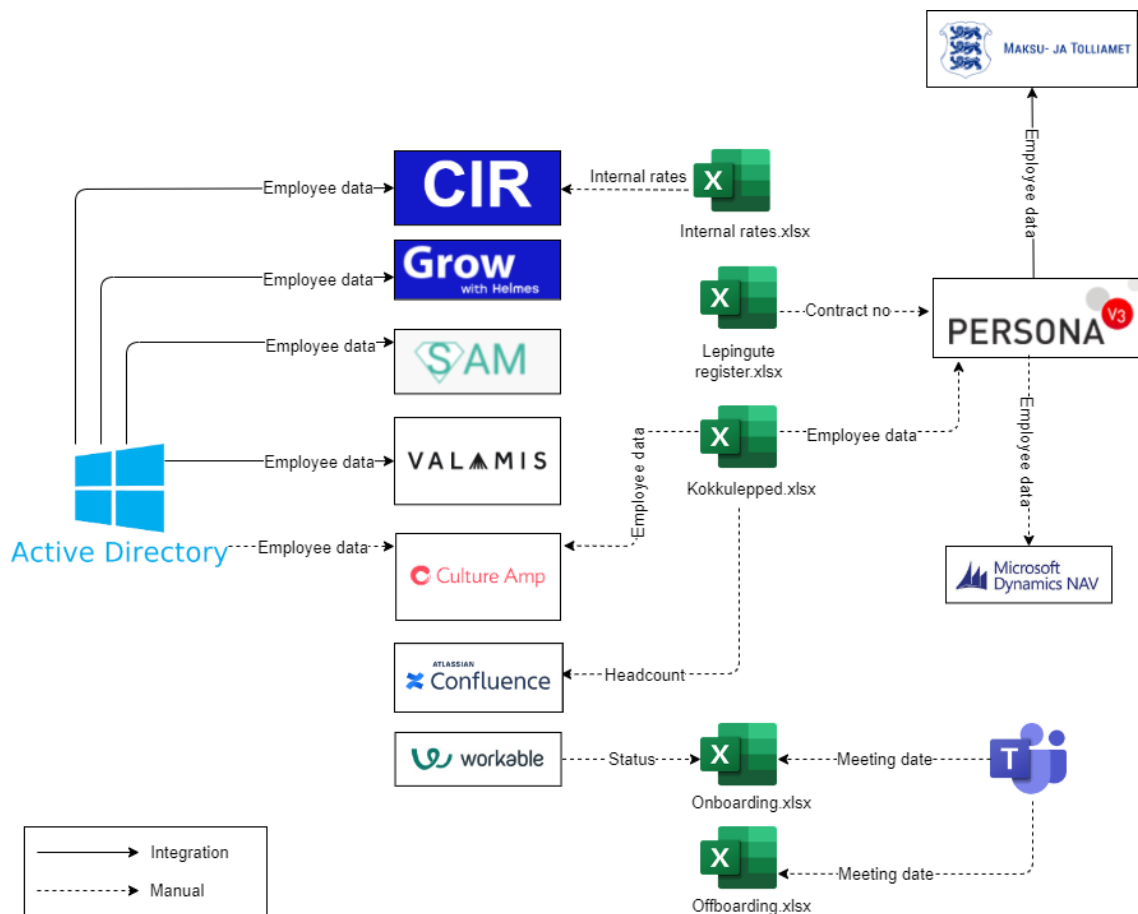 MAKSU- JA TOLLIAMET
Employee data
CIR
Employee data
Internal rates
X
Internal rates.xlsx
Grow
with Helmes
Employee data
X
Lepingute
register.xlsx
Contract no
PERSONA
V3
SAM
Employee data
X
Kokkulepped.xlsx
Employee data
Employee data
Employee data
VALAMIS
Employee data
Active Directory
Employee data
Culture Amp
Microsoft
Dynamics NAV
ATLASSIAN
Confluence
Headcount
workable
Status
X
Onboarding.xlsx
Meeting date
T
Integration
Manual
X
Offboarding.xlsx
Meeting date